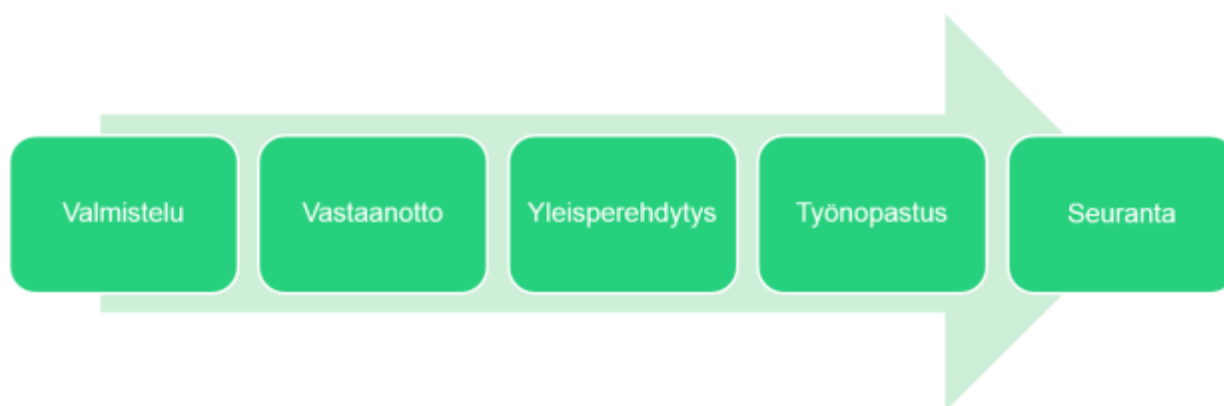 Valmistelu
Vastaanotto
Yleisperehdytys
Työnopastus
Seuranta